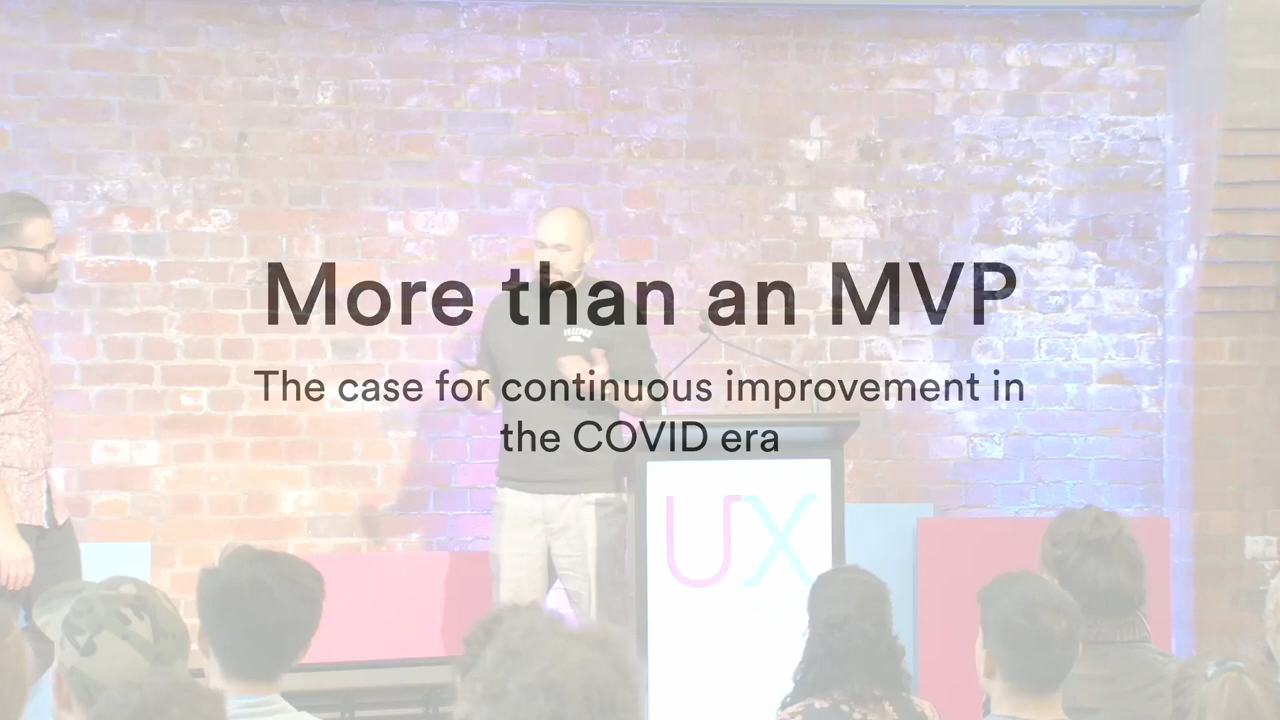 More than an MVP
The case for continuous improvement in
the COVID era
UX